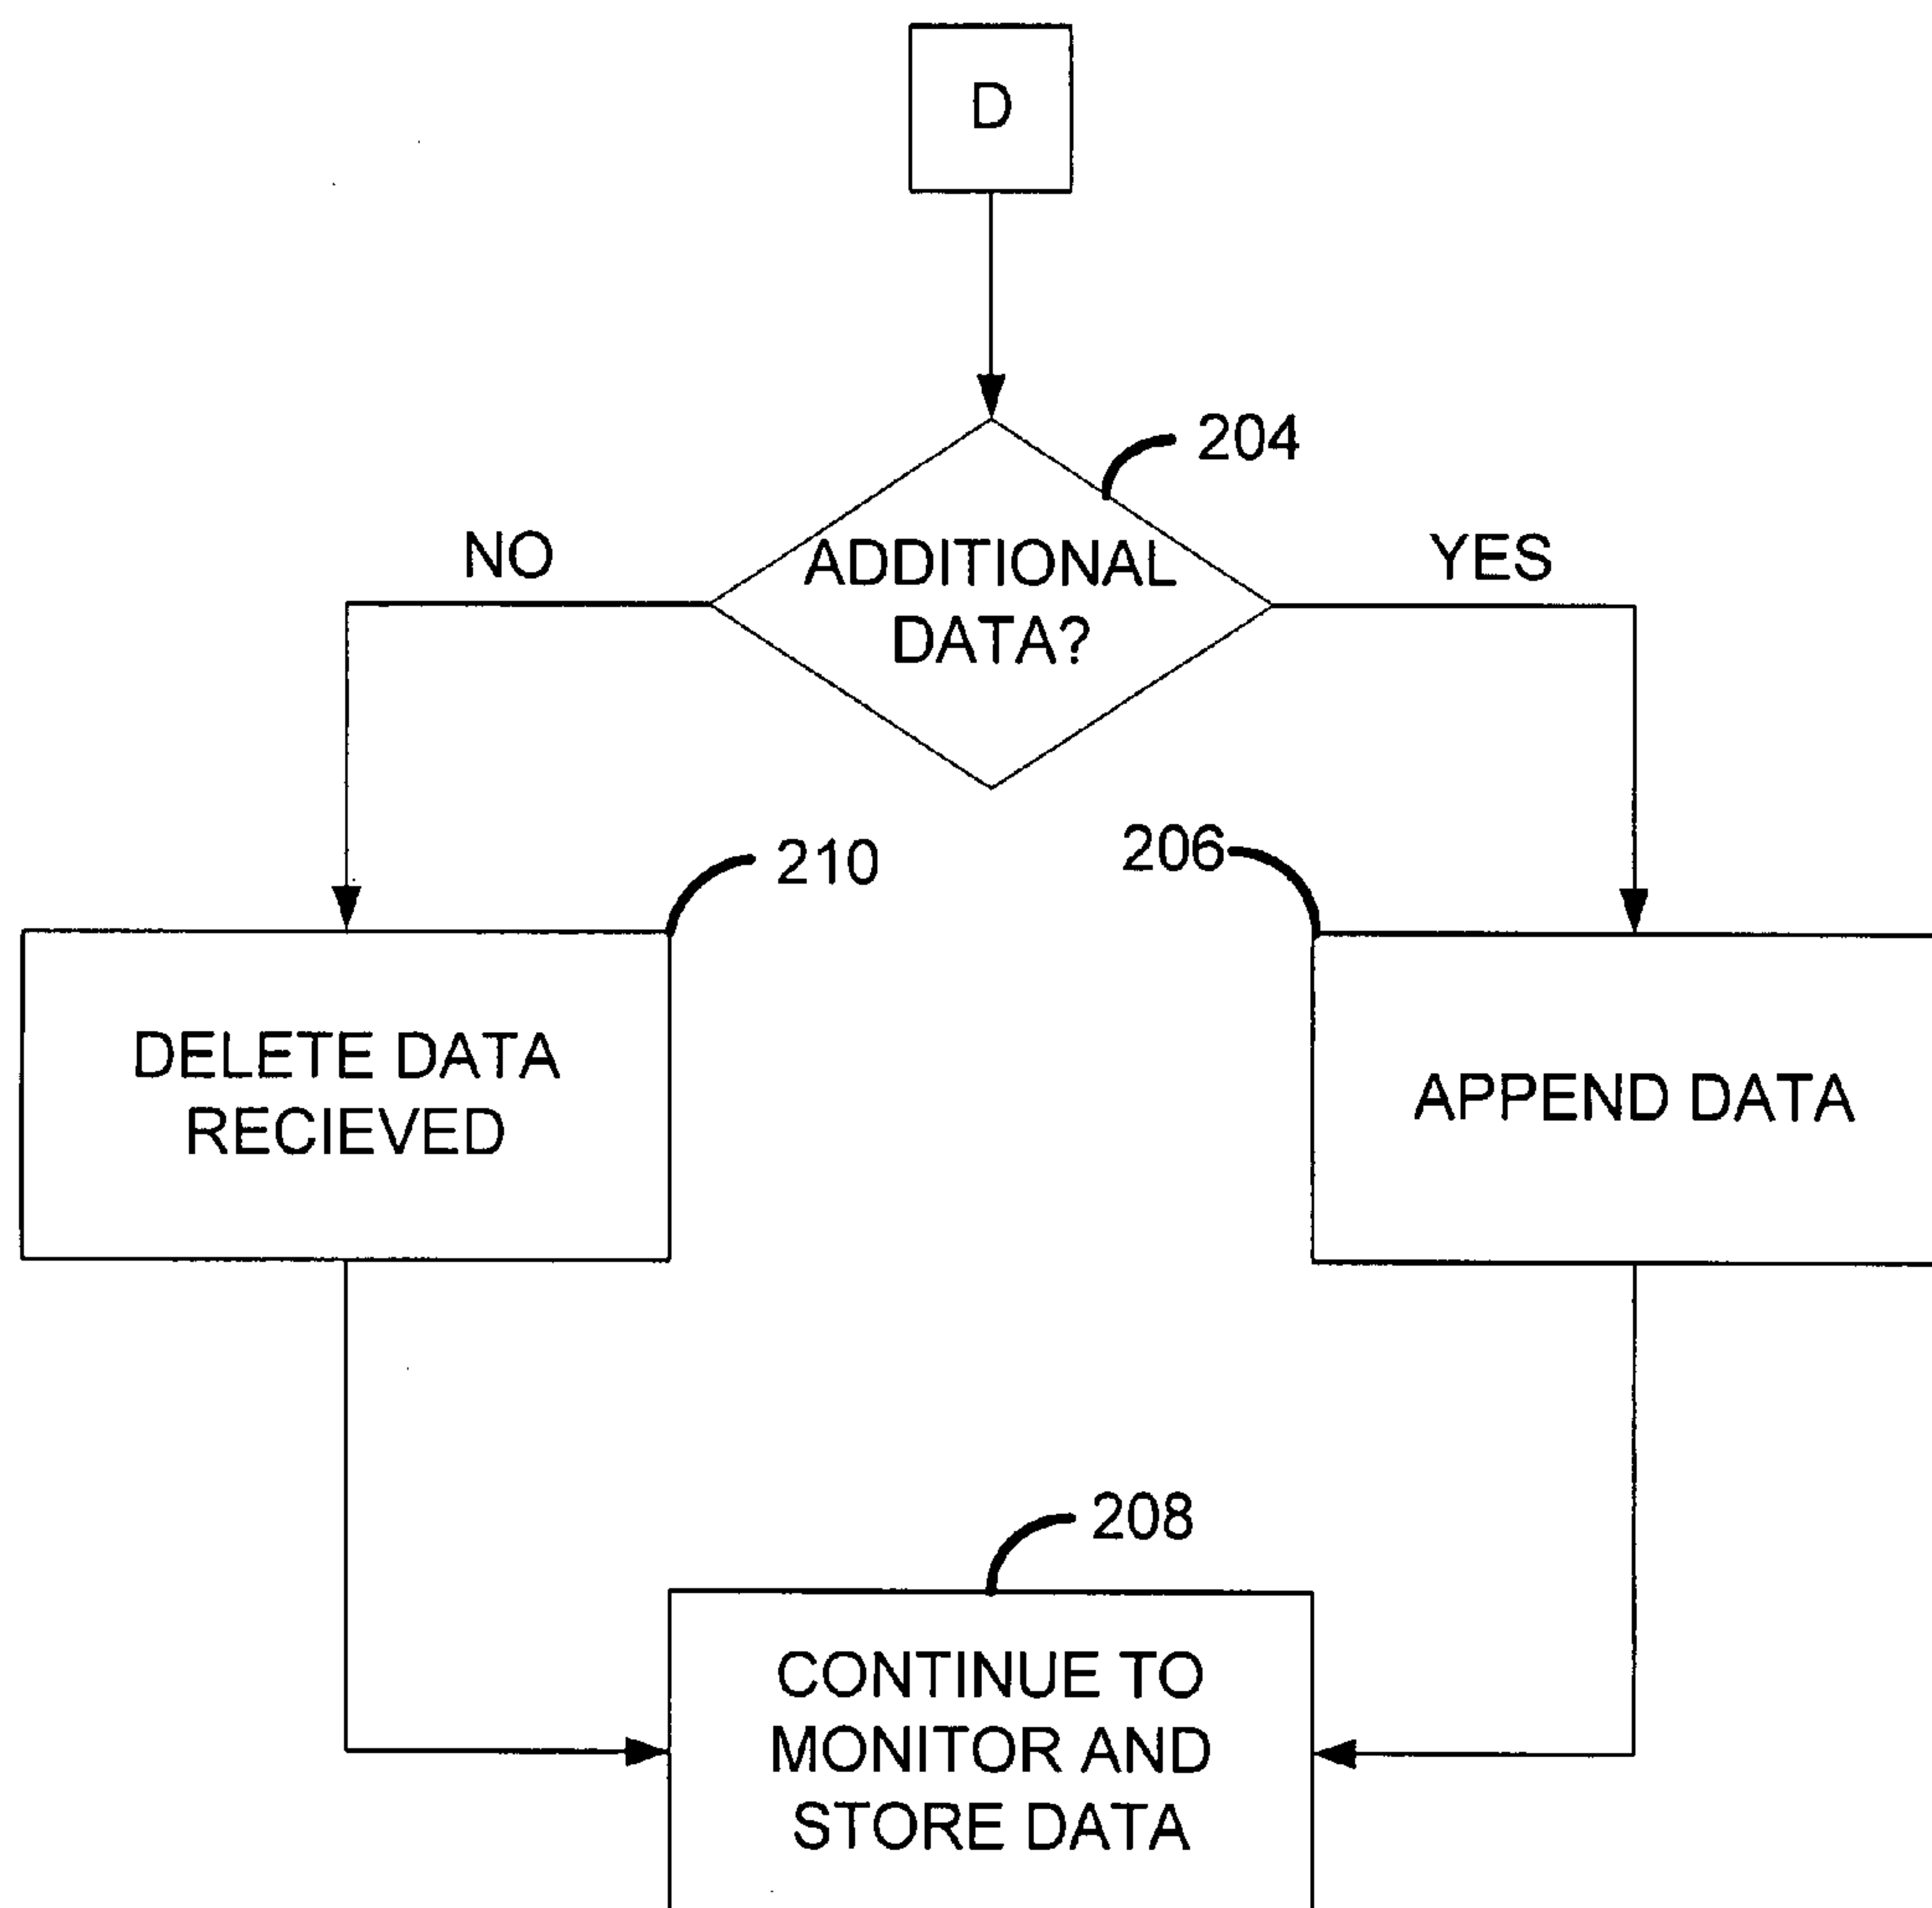 D
204
ADDITIONAL
DATA?
NO
YES
210
206
DELETE DATA
RECIEVED
APPEND DATA
208
CONTINUE TO
MONITOR AND
STORE DATA